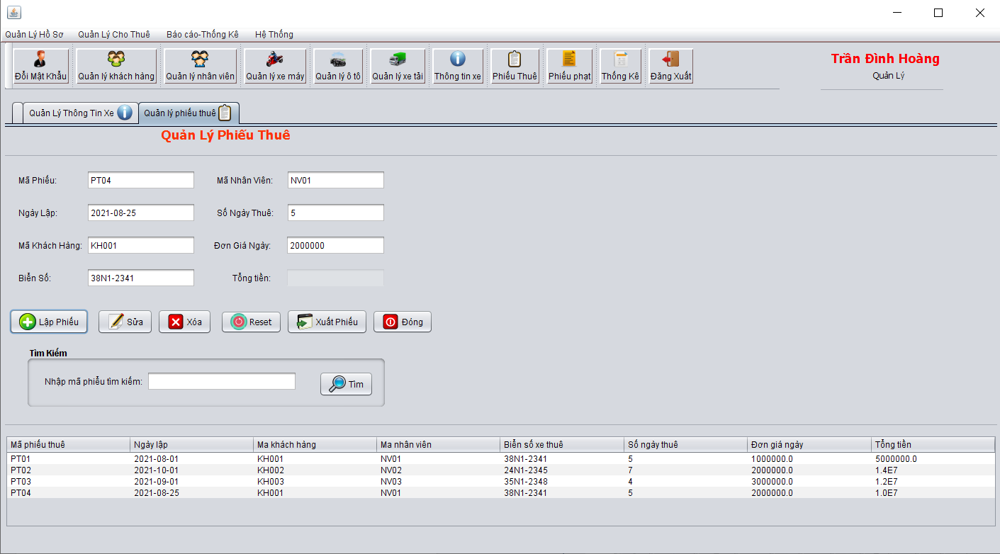 Quản Lý Hồ Sơ Quản Lý Cho Thuê Báo cáo-Thống Kê Hệ Thống
Đổi Mật Khẩu Quản lý khách hàng Quản lý nhân viên Quản lý xe máy Quản lý ô tô Quản lý xe tải Thông tin xe Phiếu Thuê Phiếu phạt Thống Kê Đăng Xuất
Trần Đình Hoàng
Quản Lý
Quản Lý Thông Tin Xe Quản lý phiếu thuê
Quản Lý Phiếu Thuê
Mã Phiếu: PT04 Mã Nhân Viên: NV01
Ngày Lập: 2021-08-25 Số Ngày Thuê: 5
Mã Khách Hàng: KH001 Đơn Giá Ngày: 2000000
Biển Số: 38N1-2341 Tổng tiền:
Lập Phiếu Sửa Xóa Reset Xuất Phiếu Đóng
Tìm Kiếm
Nhập mã phiếu tìm kiếm: Tìm
Mã phiếu thuê Ngày lập Ma khách hàng Ma nhân viên Biển số xe thuê Số ngày thuê Đơn giá ngày Tổng tiền
PT01 2021-08-01 KH001 NV01 38N1-2341 5 1000000.0 5000000.0
PT02 2021-10-01 KH002 NV02 24N1-2345 7 2000000.0 1.4E7
PT03 2021-09-01 KH003 NV03 35N1-2348 4 3000000.0 1.2E7
PT04 2021-08-25 KH001 NV01 38N1-2341 5 2000000.0 1.0E7